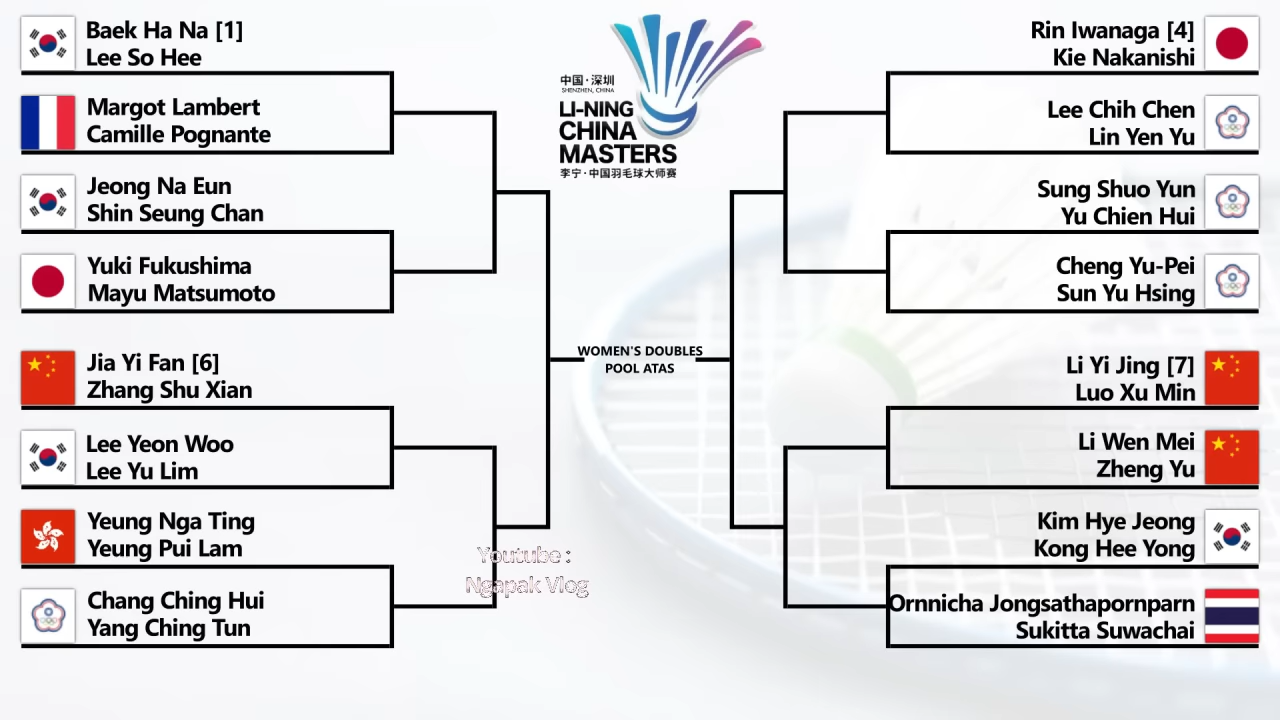 Baek Ha Na [1]
Lee So Hee
Margot Lambert
Camille Pognante
Jeong Na Eun
Shin Seung Chan
Yuki Fukushima
Mayu Matsumoto
Jia Yi Fan [6]
Zhang Shu Xian
Lee Yeon Woo
Lee Yu Lim
Yeung Nga Ting
Yeung Pui Lam
Chang Ching Hui
Yang Ching Tun
中国·深圳
SHENZHEN, CHINA
LI-NING
CHINA
MASTERS
李宁·中国羽毛球大师赛
WOMEN'S DOUBLES
POOL ATAS
Youtube :
Ngapak Vlog
Rin Iwanaga [4]
Kie Nakanishi
Lee Chih Chen
Lin Yen Yu
Sung Shuo Yun
Yu Chien Hui
Cheng Yu-Pei
Sun Yu Hsing
Li Yi Jing [7]
Luo Xu Min
Li Wen Mei
Zheng Yu
Kim Hye Jeong
Kong Hee Yong
Ornnicha Jongsathapornparn
Sukitta Suwachai